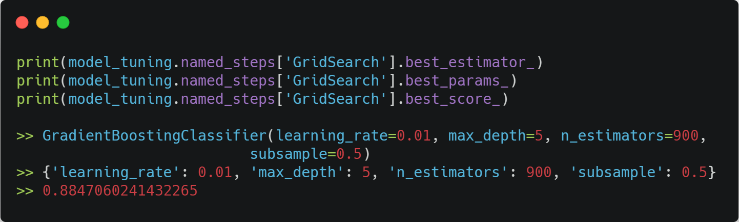 print(model_tuning.named_steps['GridSearch'].best_estimator_)
print(model_tuning.named_steps['GridSearch'].best_params_)
print(model_tuning.named_steps['GridSearch'].best_score_)
>> GradientBoostingClassifier(learning_rate=0.01, max_depth=5, n_estimators=900,
subsample=0.5)
>> {'learning_rate': 0.01, 'max_depth': 5, 'n_estimators': 900, 'subsample': 0.5}
>> 0.8847060241432265